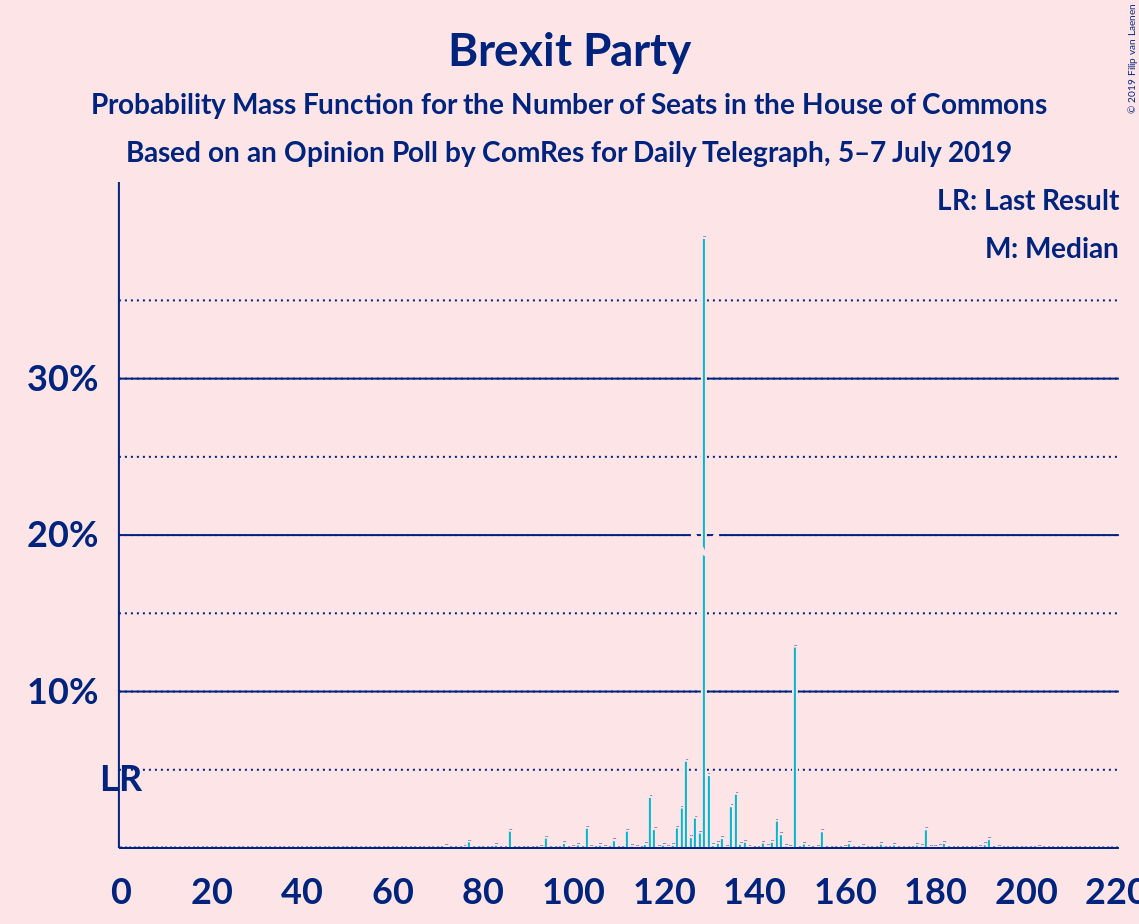 Brexit Party
Probability Mass Function for the Number of Seats in the House of Commons
Based on an Opinion Poll by ComRes for Daily Telegraph, 5–7 July 2019
© 2019 Filip van Laenen
LR: Last Result
M: Median
30%
20%
10%
LR
0 20 40 60 80 100 120 140 160 180 200 220